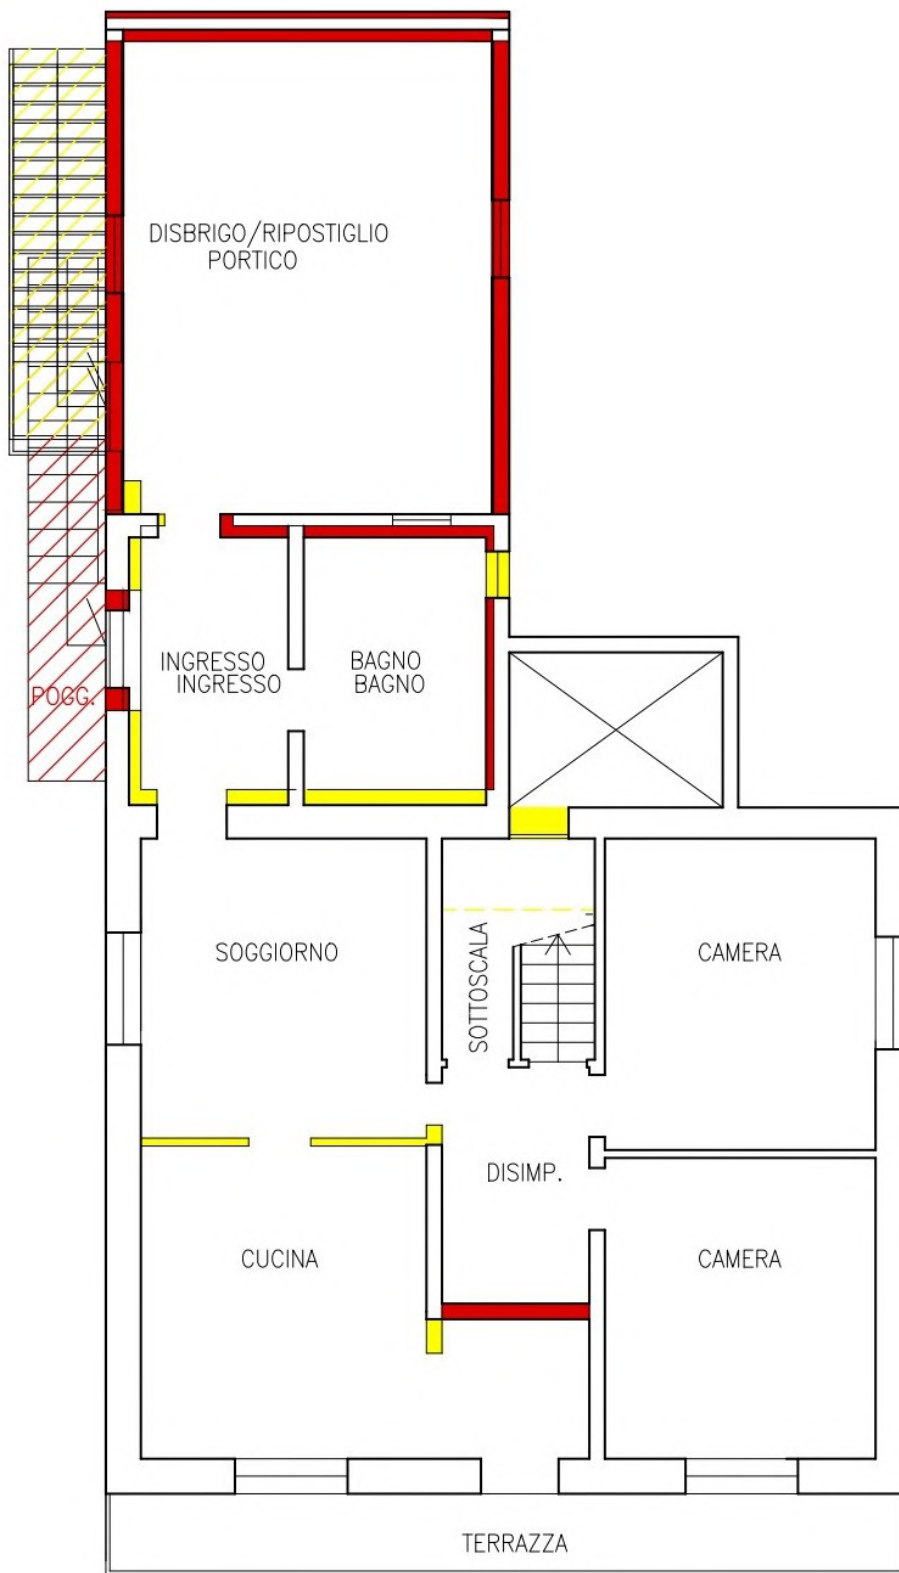 DISBRIGO/RIPOSTIGLIO
PORTICO
INGRESSO
INGRESSO
BAGNO
BAGNO
POGG.
SOGGIORNO
SOTTOSCALA
CAMERA
DISIMP.
CUCINA
CAMERA
TERRAZZA